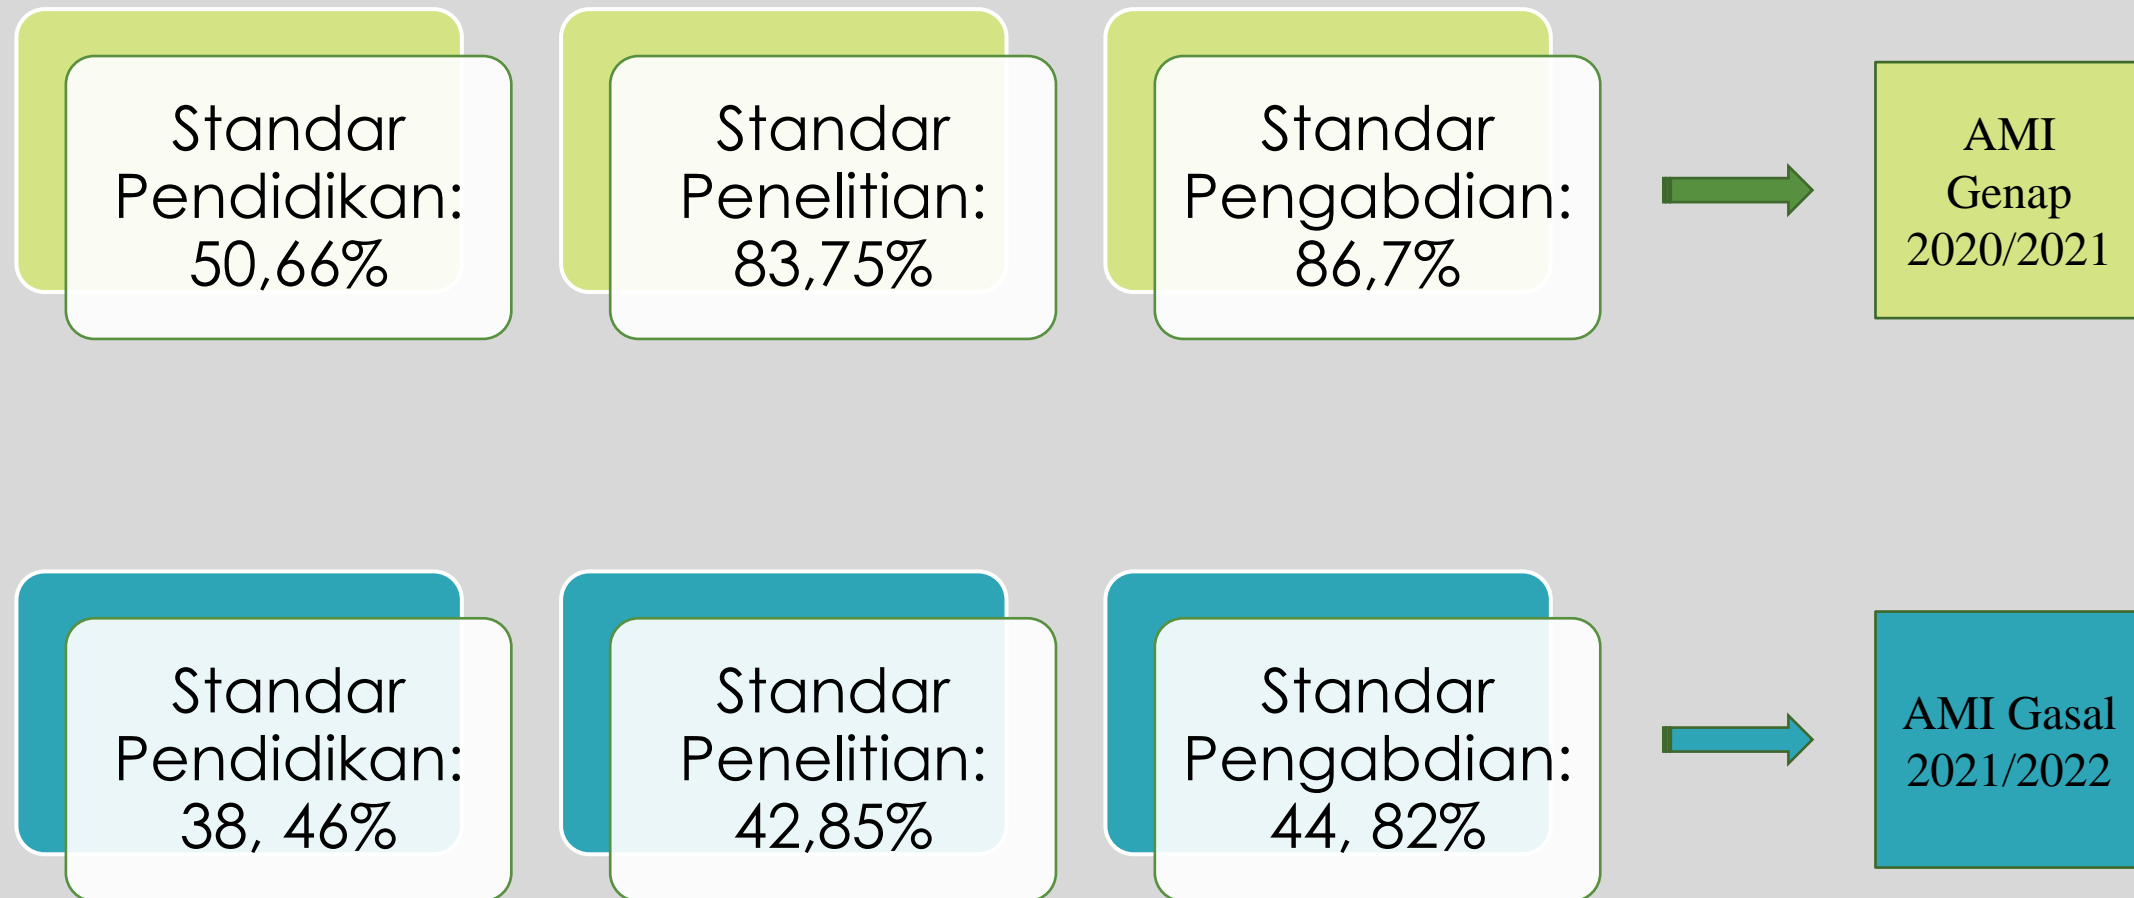 Standar
Pendidikan:
50,66%
Standar
Penelitian:
83,75%
Standar
Pengabdian:
86,7%
AMI
Genap
2020/2021
Standar
Pendidikan:
38, 46%
Standar
Penelitian:
42,85%
Standar
Pengabdian:
44, 82%
AMI Gasal
2021/2022